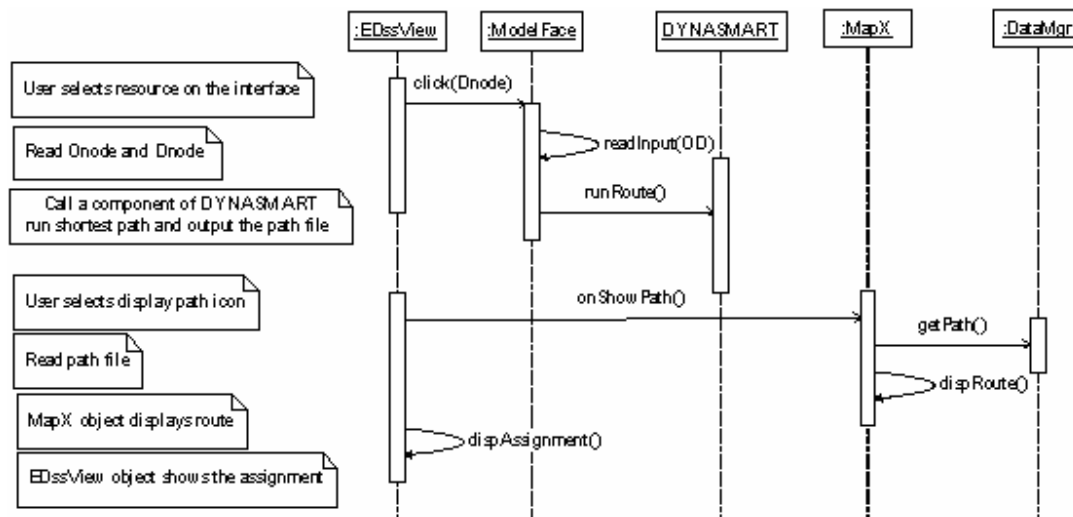 :EDssView :ModelFace DYNASMART :MapX :DataMgr
User selects resource on the interface
click(Dnode)
Read Onode and Dnode
readInput(OD)
Call a component of DYNASMART
run shortest path and output the path file
runRoute()
User selects display path icon
onShowPath()
getPath()
Read path file
dispRoute()
MapX object displays route
dispAssignment()
EDssView object shows the assignment